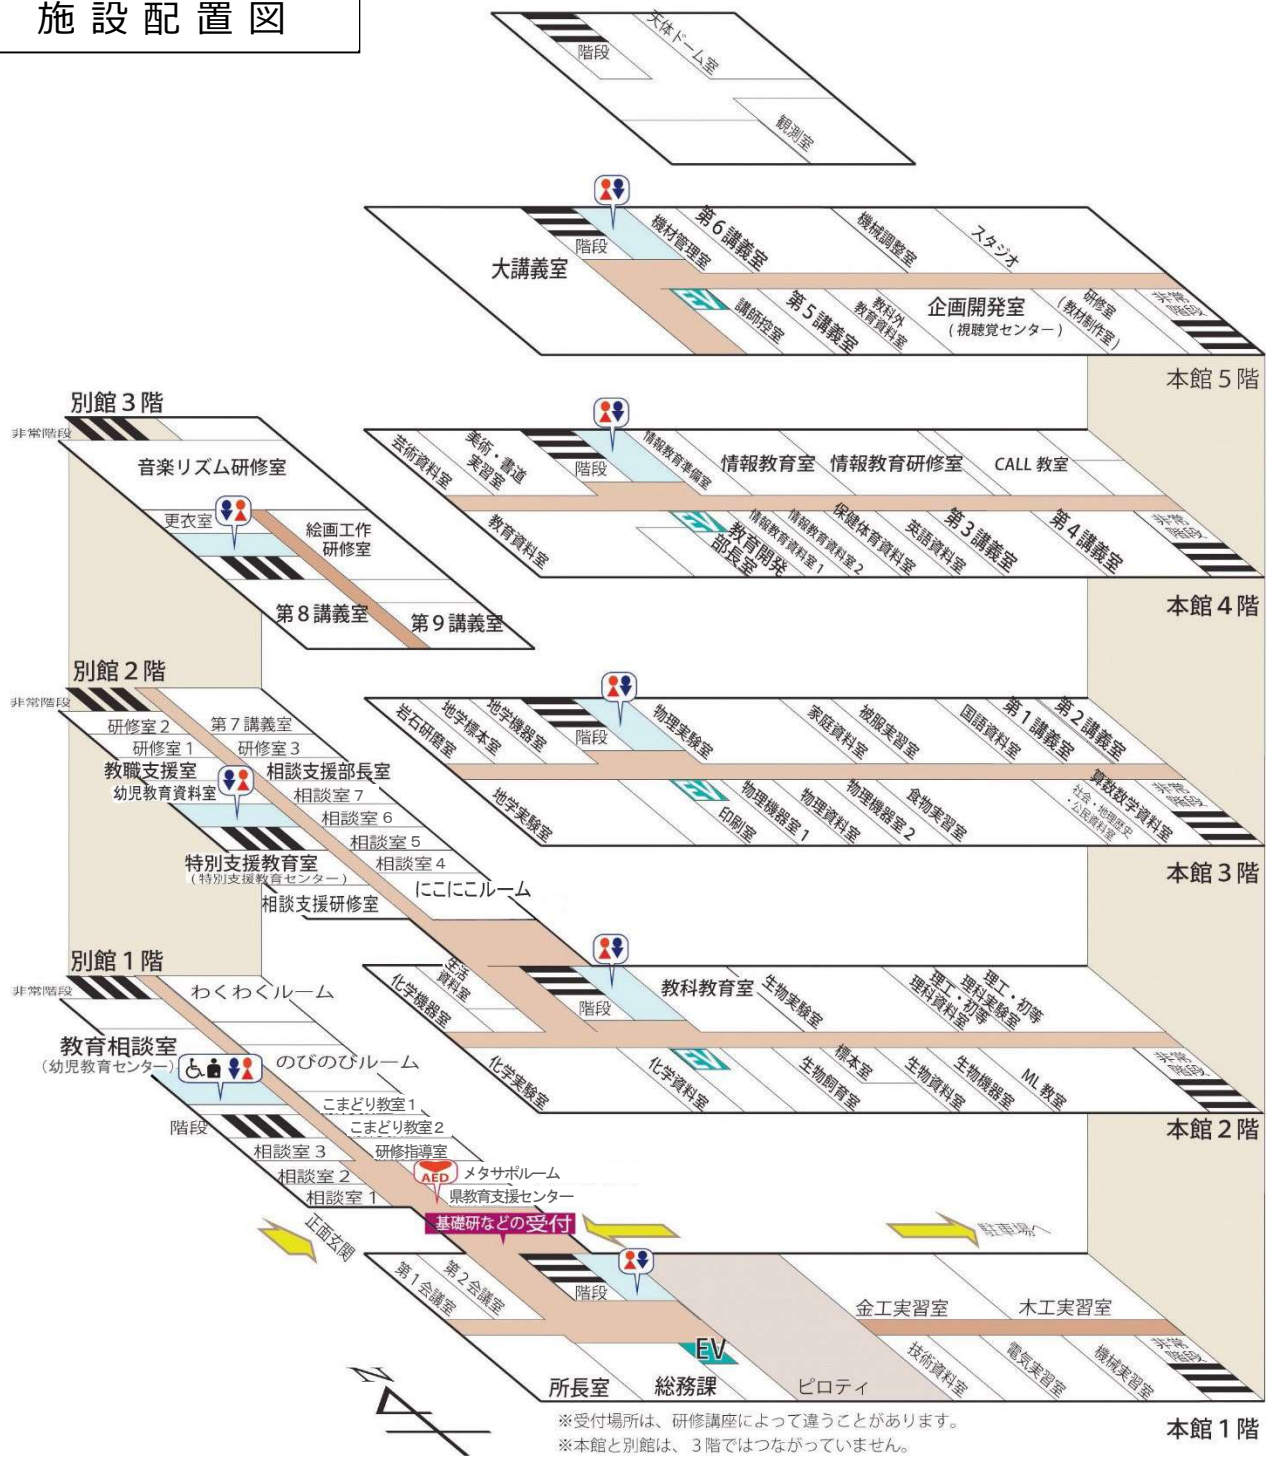 施設配置図
階段
天体ドーム室
観測室
大講義室
階段
機材管理室
第6講義室
機械調整室
スタジオ
講師控室
第5講義室
教科外
教育資料室
企画開発室
(視聴覚センター)
研修室
(教材制作室)
非常
階段
本館5階
別館3階
非常階段
音楽リズム研修室
更衣室
絵画工作
研修室
第8講義室
第9講義室
芸術資料室
美術・書道
実習室
階段
情報教育準備室
情報教育室
情報教育研修室
CALL教室
教育資料室
教育開発
部長室
情報教育資料室1
情報教育資料室2
保健体育資料室
英語資料室
第3講義室
第4講義室
非常
階段
本館4階
別館2階
非常階段
研修室2
第7講義室
研修室1
研修室3
教職支援室
相談支援部長室
幼児教育資料室
相談室7
相談室6
相談室5
特別支援教育室
(特別支援教育センター)
相談室4
にこにこルーム
相談支援研修室
岩石研磨室
地学標本室
地学機器室
階段
物理実験室
家庭資料室
被服実習室
国語資料室
第1講義室
第2講義室
地学実験室
印刷室
物理機器室1
物理資料室
物理機器室2
食物実習室
算数数学資料室
社会・地理歴史
・公民資料室
非常
階段
本館3階
別館1階
非常階段
わくわくルーム
教育相談室
(幼児教育センター)
のびのびルーム
こまどり教室1
階段
こまどり教室2
相談室3
研修指導室
相談室2
AED
メタサポルーム
相談室1
県教育支援センター
化学機器室
生活
資料室
階段
教科教育室
生物実験室
理工・初等
理科資料室
理工・初等
理科実験室
化学実験室
化学資料室
生物飼育室
標本室
生物資料室
生物機器室
ML教室
非常
階段
本館2階
基礎研などの受付
正面玄関
駐車場へ
第1会議室
第2会議室
階段
EV
金工実習室
木工実習室
所長室
総務課
ピロティ
技術資料室
電気実習室
機械実習室
非常
階段
本館1階
N
※受付場所は、研修講座によって違うことがあります。
※本館と別館は、3階ではつながっていません。